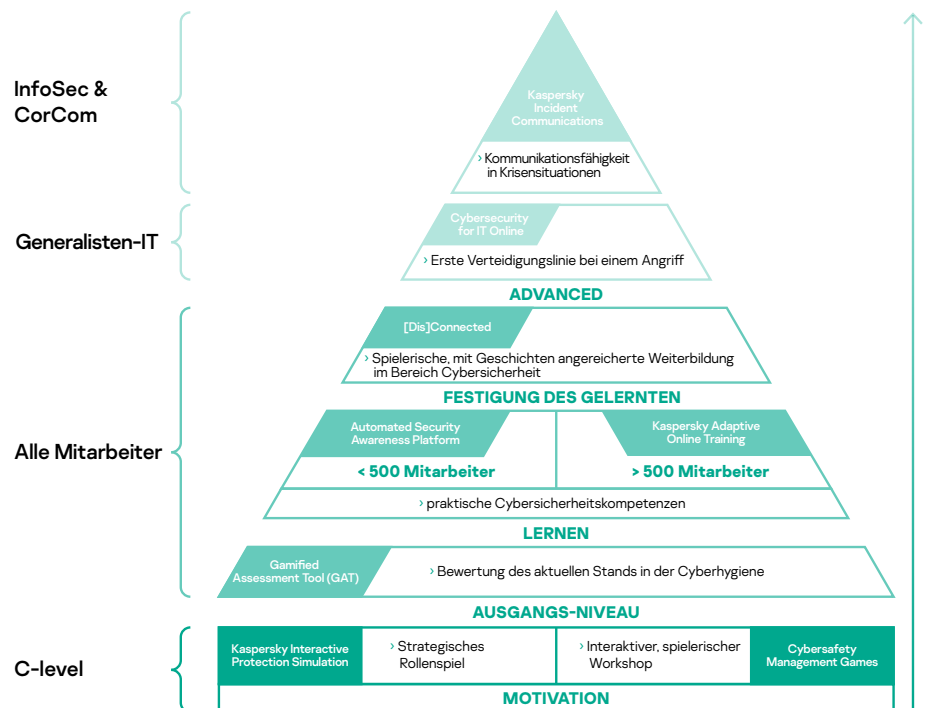 InfoSec &
CorCom
Kaspersky
Incident
Communications
› Kommunikationsfähigkeit
in Krisensituationen
Generalisten-IT
Cybersecurity
for IT Online
› Erste Verteidigungslinie bei einem Angriff
ADVANCED
Alle Mitarbeiter
[Dis]Connected
› Spielerische, mit Geschichten angereicherte Weiterbildung
im Bereich Cybersicherheit
FESTIGUNG DES GELERNTEN
Automated Security
Awareness Platform
< 500 Mitarbeiter
Kaspersky Adaptive
Online Training
> 500 Mitarbeiter
› praktische Cybersicherheitskompetenzen
LERNEN
Gamified
Assessment Tool (GAT)
› Bewertung des aktuellen Stands in der Cyberhygiene
AUSGANGS-NIVEAU
C-level
Kaspersky Interactive
Protection Simulation
› Strategisches
Rollenspiel
› Interaktiver, spielerischer
Workshop
Cybersafety
Management Games
MOTIVATION